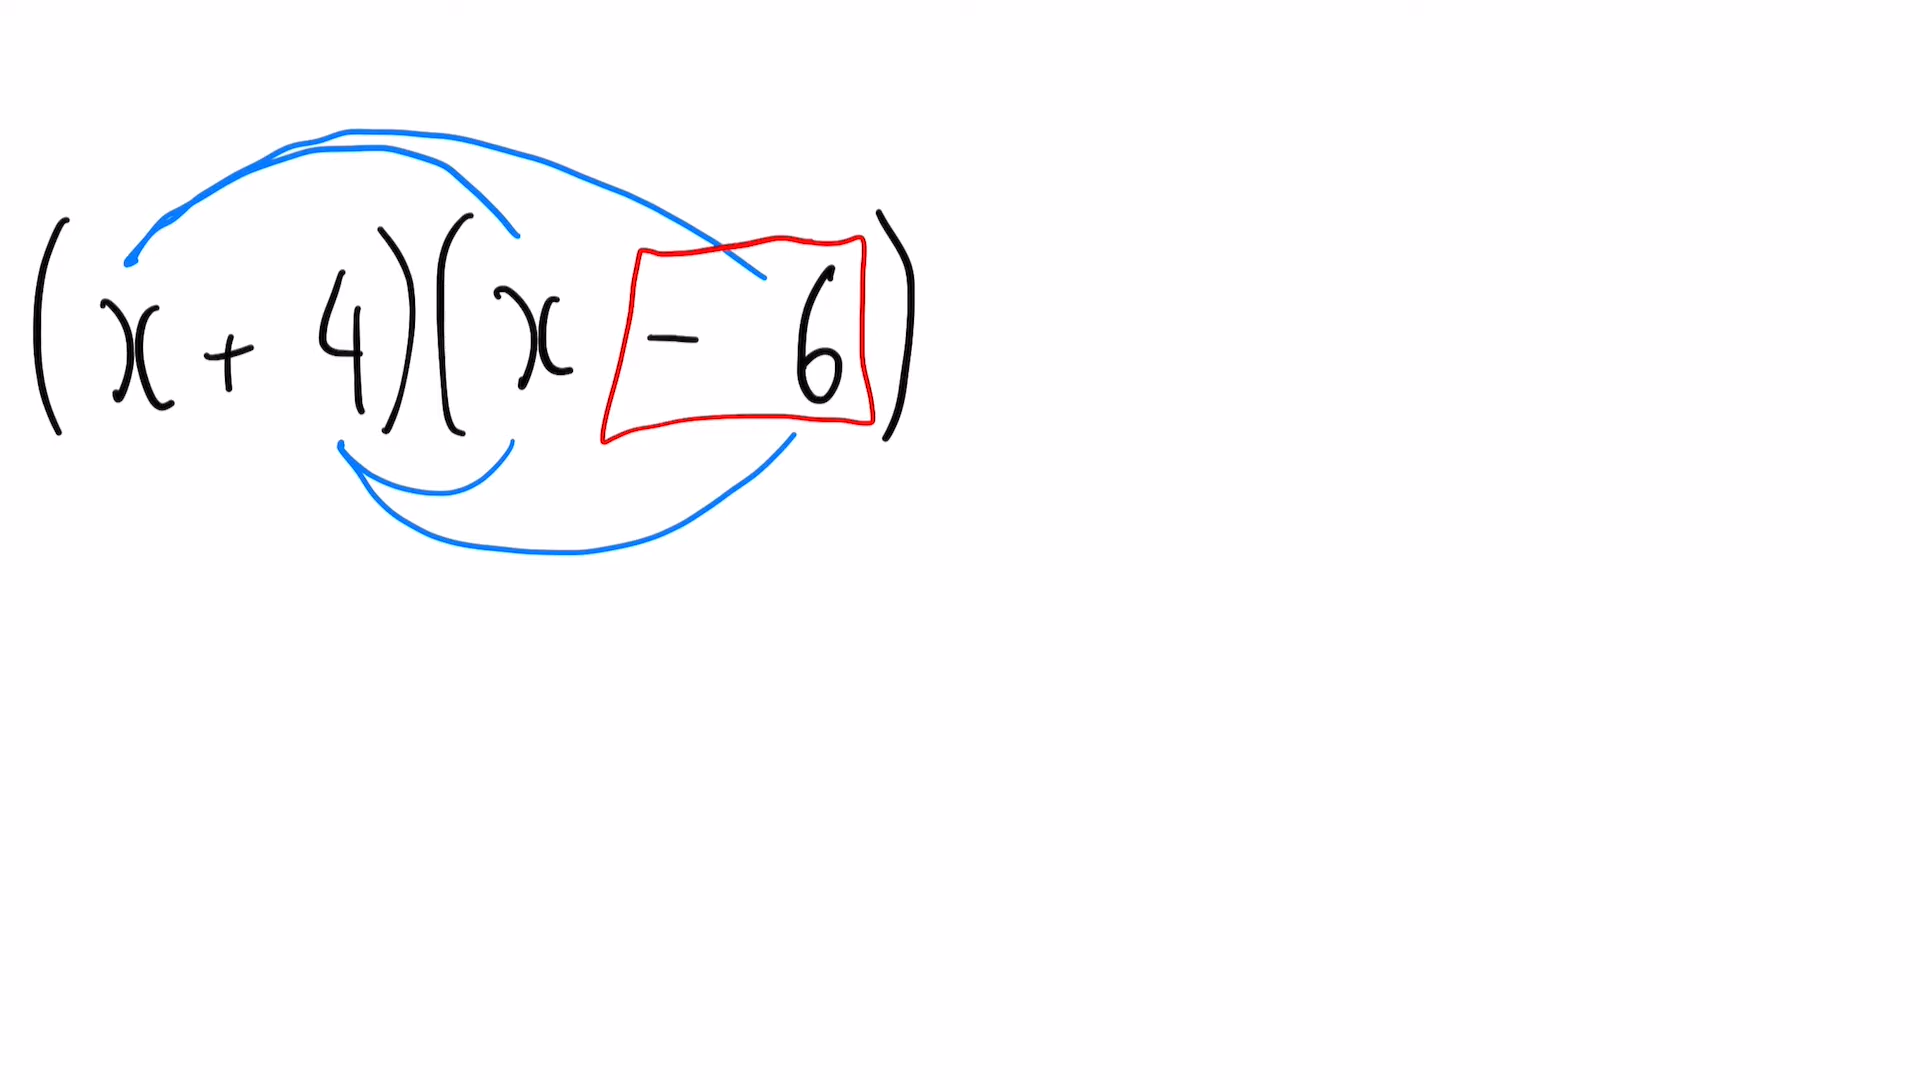 (x + 4)(x - 6)